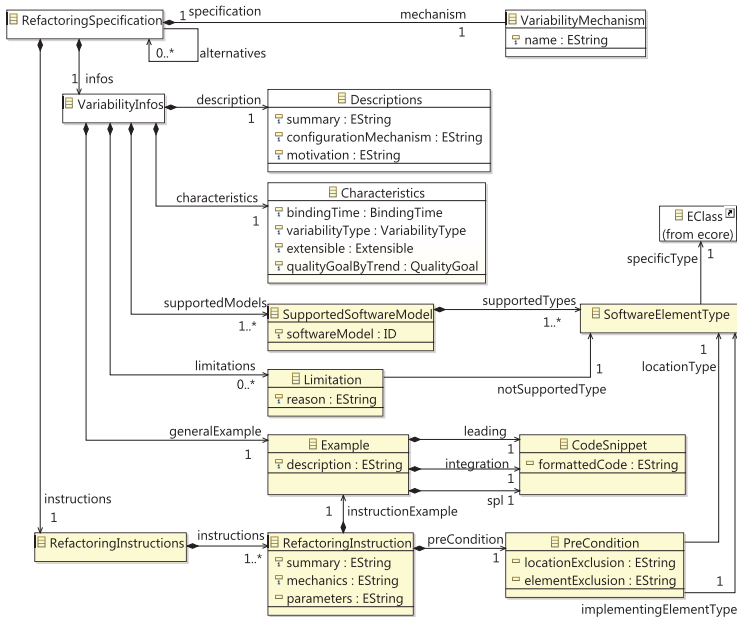 RefactoringSpecification
1
specification
mechanism
1
VariabilityMechanism
name : EString
0..*
alternatives
1
infos
VariabilityInfos
description
1
Descriptions
summary : EString
configurationMechanism : EString
motivation : EString
characteristics
1
Characteristics
bindingTime : BindingTime
variabilityType : VariabilityType
extensible : Extensible
qualityGoalByTrend : QualityGoal
EClass
(from ecore)
specificType
1
supportedModels
1..*
SupportedSoftwareModel
softwareModel : ID
supportedTypes
1..*
SoftwareElementType
limitations
0..*
Limitation
reason : EString
1
notSupportedType
1
locationType
generalExample
1
Example
description : EString
leading
1
integration
1
spl 1
CodeSnippet
formattedCode : EString
instructions
1
1
instructionExample
RefactoringInstructions
instructions
1..*
RefactoringInstruction
summary : EString
mechanics : EString
parameters : EString
preCondition
1
PreCondition
locationExclusion : EString
elementExclusion : EString
1
implementingElementType